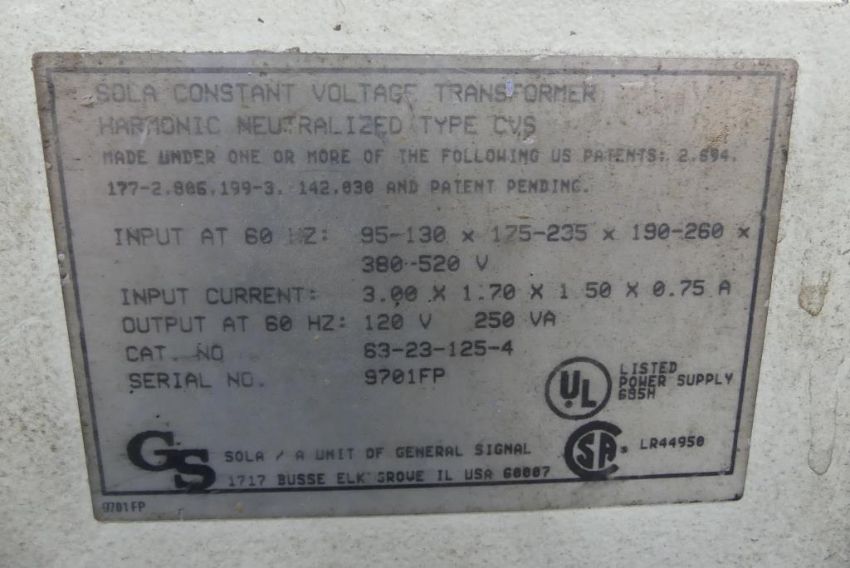 SOLA CONSTANT VOLTAGE TRANSFORMER
HARMONIC NEUTRALIZED TYPE CVS
MADE UNDER ONE OR MORE OF THE FOLLOWING US PATENTS: 2.694.
177-2.806.199-3. 142.030 AND PATENT PENDING.
INPUT AT 60 HZ: 95-130 x 175-235 x 190-260 x
380-520 V
INPUT CURRENT: 3.00 X 1.70 X 1.50 X 0.75 A
OUTPUT AT 60 HZ: 120 V 250 VA
CAT. NO 63-23-125-4
SERIAL NO. 9701FP
UL LISTED
POWER SUPPLY
685H
GS SOLA / A UNIT OF GENERAL SIGNAL
1717 BUSSE ELK GROVE IL USA 60007
CSA LR44950
9701FP